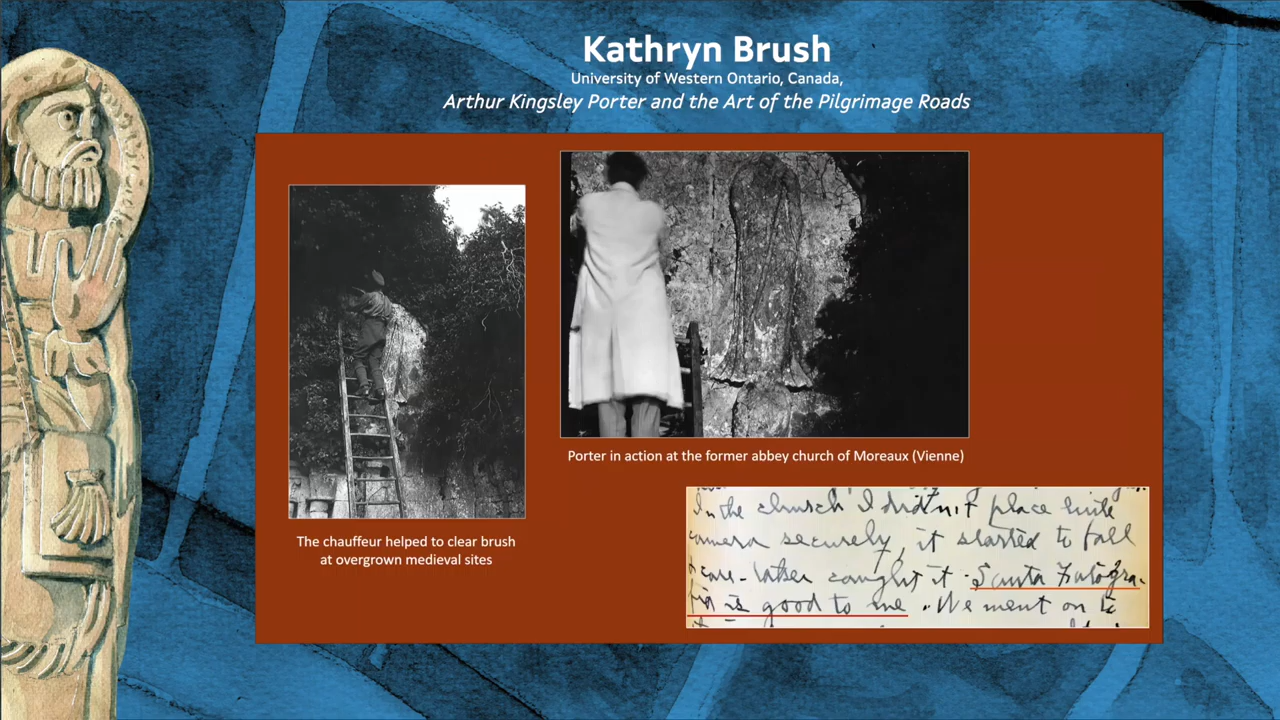 Kathryn Brush
University of Western Ontario, Canada,
Arthur Kingsley Porter and the Art of the Pilgrimage Roads
The chauffeur helped to clear brush
at overgrown medieval sites
Porter in action at the former abbey church of Moreaux (Vienne)
In the church I didn't place little
camera securely, it started to fall
& care-taker caught it. Santa Fotogra-
fia is good to me. We went on to